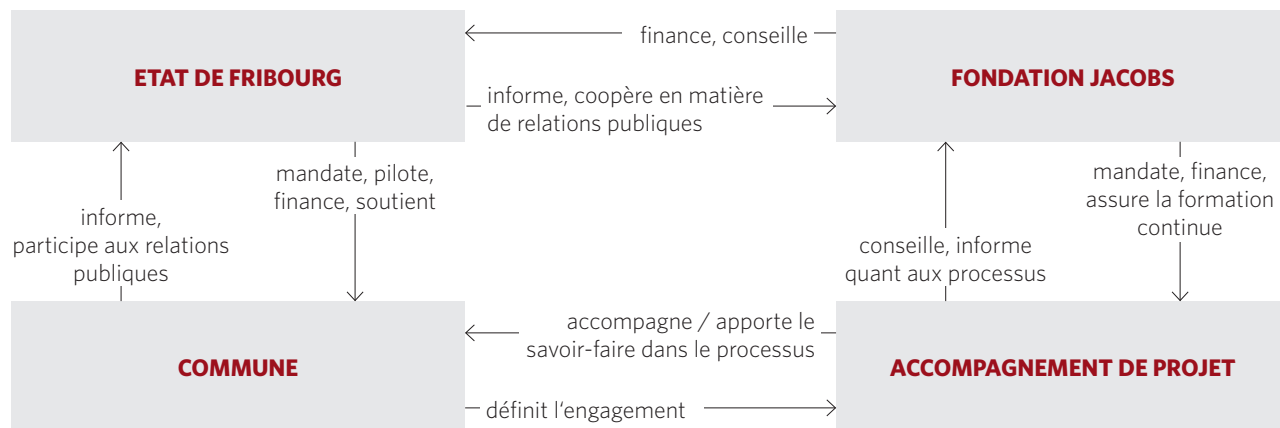 finance, conseille
ETAT DE FRIBOURG
FONDATION JACOBS
informe, coopère en matière
de relations publiques
mandate, pilote,
finance, soutient
mandate, finance,
assure la formation
continue
informe,
participe aux relations
publiques
conseille, informe
quant aux processus
accompagne / apporte le
savoir-faire dans le processus
COMMUNE
ACCOMPAGNEMENT DE PROJET
définit l‘engagement